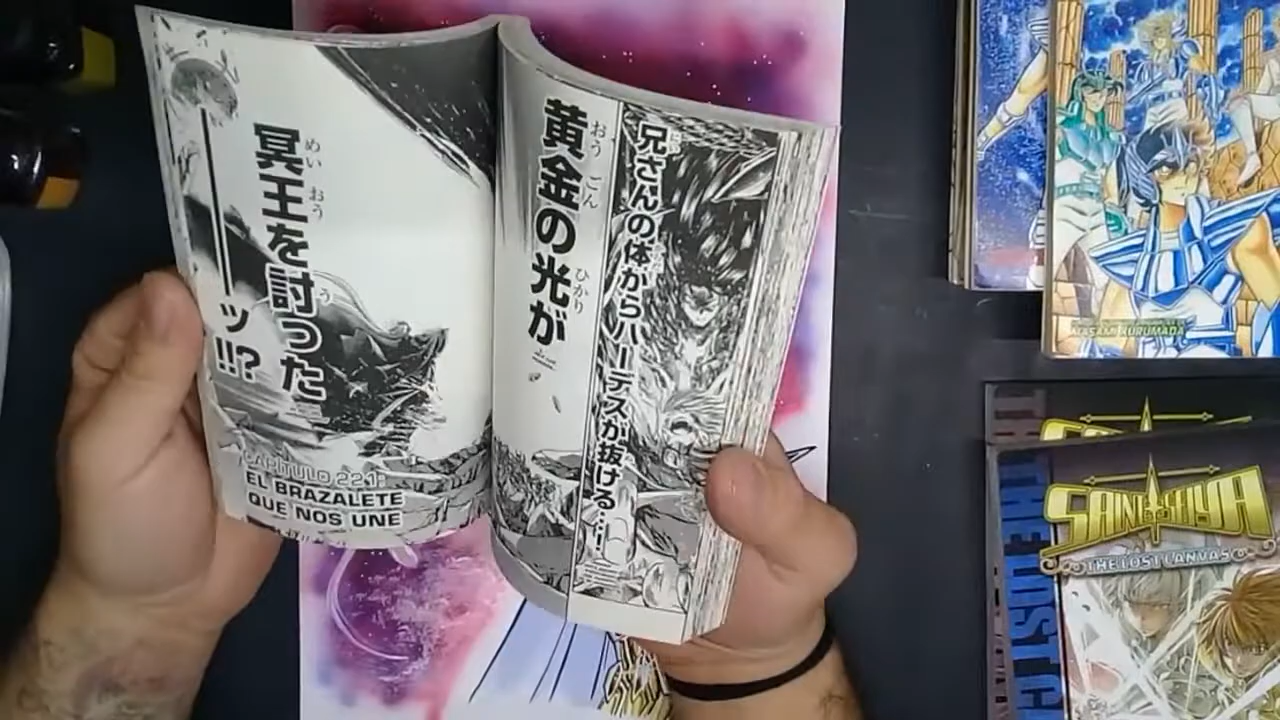 兄さんの体からハーデスが抜ける…!
黄金の光が
冥王を討った
——ッ!!?
CAPÍTULO 221:
EL BRAZALETE
QUE NOS UNE
MASAMI KURUMADA
SAINT SEIYA
THE LOST CANVAS
THE LOST C